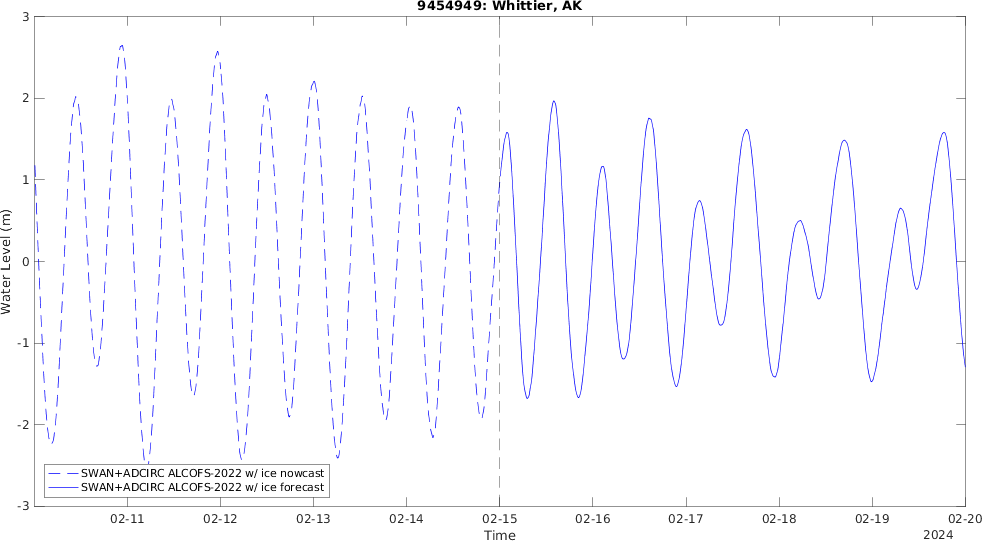 9454949: Whittier, AK
3
2
1
0
-1
-2
-3
Water Level (m)
SWAN+ADCIRC ALCOFS-2022 w/ ice nowcast
SWAN+ADCIRC ALCOFS-2022 w/ ice forecast
02-11 02-12 02-13 02-14 02-15 02-16 02-17 02-18 02-19 02-20
Time
2024